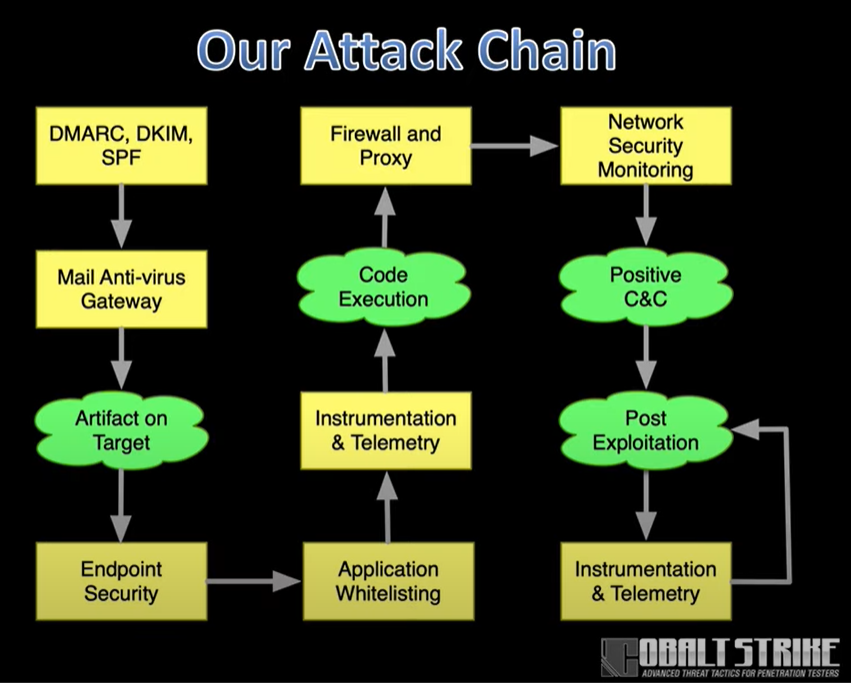 Our Attack Chain
DMARC, DKIM,
SPF
Mail Anti-virus
Gateway
Artifact on
Target
Endpoint
Security
Application
Whitelisting
Instrumentation
& Telemetry
Code
Execution
Firewall and
Proxy
Network
Security
Monitoring
Positive
C&C
Post
Exploitation
Instrumentation
& Telemetry
COBALT STRIKE
ADVANCED THREAT TACTICS FOR PENETRATION TESTERS